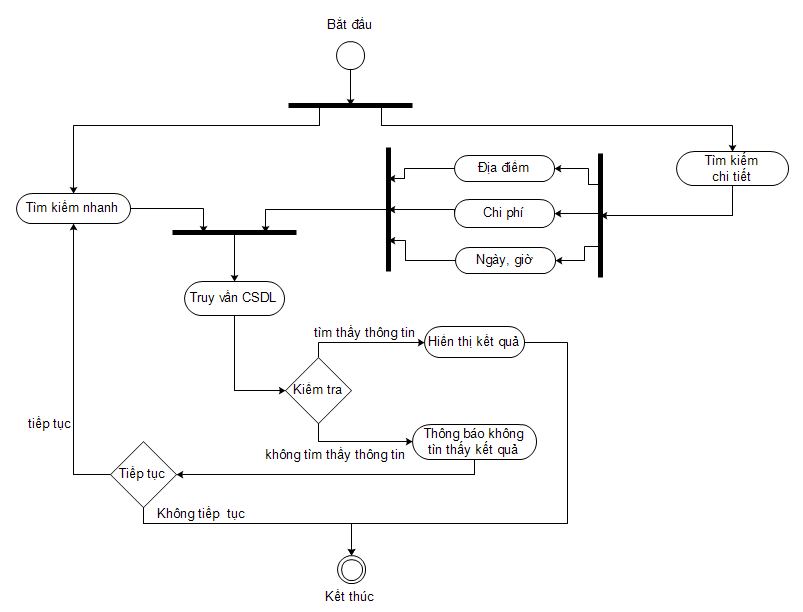 Bắt đầu
Tìm kiếm
chi tiết
Địa điểm
Tìm kiếm nhanh
Chi phí
Ngày, giờ
Truy vấn CSDL
tìm thấy thông tin
Hiển thị kết quả
Kiểm tra
tiếp tục
Thông báo không
tìn thấy kết quả
không tìm thấy thông tin
Tiếp tục
Không tiếp tục
Kết thúc